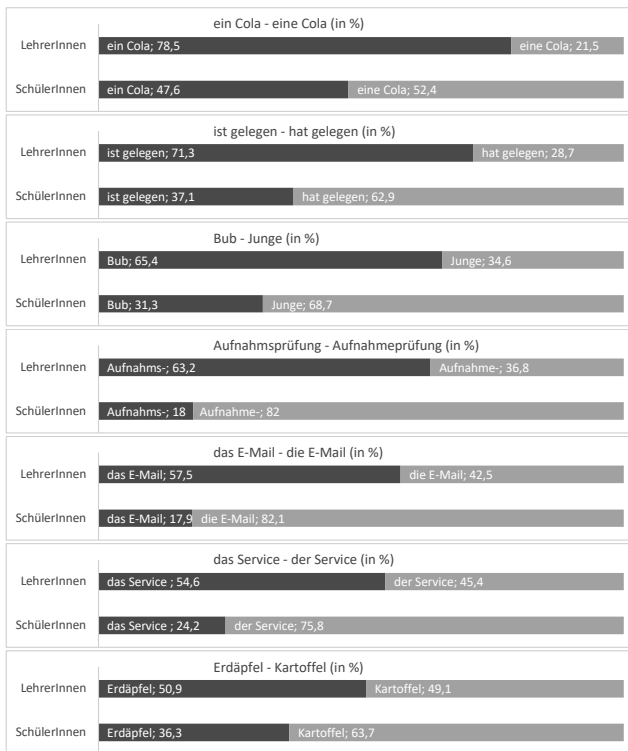 ein Cola - eine Cola (in %)
LehrerInnen ein Cola; 78,5 eine Cola; 21,5
SchülerInnen ein Cola; 47,6 eine Cola; 52,4
ist gelegen - hat gelegen (in %)
LehrerInnen ist gelegen; 71,3 hat gelegen; 28,7
SchülerInnen ist gelegen; 37,1 hat gelegen; 62,9
Bub - Junge (in %)
LehrerInnen Bub; 65,4 Junge; 34,6
SchülerInnen Bub; 31,3 Junge; 68,7
Aufnahmsprüfung - Aufnahmeprüfung (in %)
LehrerInnen Aufnahms-; 63,2 Aufnahme-; 36,8
SchülerInnen Aufnahms-; 18 Aufnahme-; 82
das E-Mail - die E-Mail (in %)
LehrerInnen das E-Mail; 57,5 die E-Mail; 42,5
SchülerInnen das E-Mail; 17,9 die E-Mail; 82,1
das Service - der Service (in %)
LehrerInnen das Service ; 54,6 der Service; 45,4
SchülerInnen das Service ; 24,2 der Service; 75,8
Erdäpfel - Kartoffel (in %)
LehrerInnen Erdäpfel; 50,9 Kartoffel; 49,1
SchülerInnen Erdäpfel; 36,3 Kartoffel; 63,7